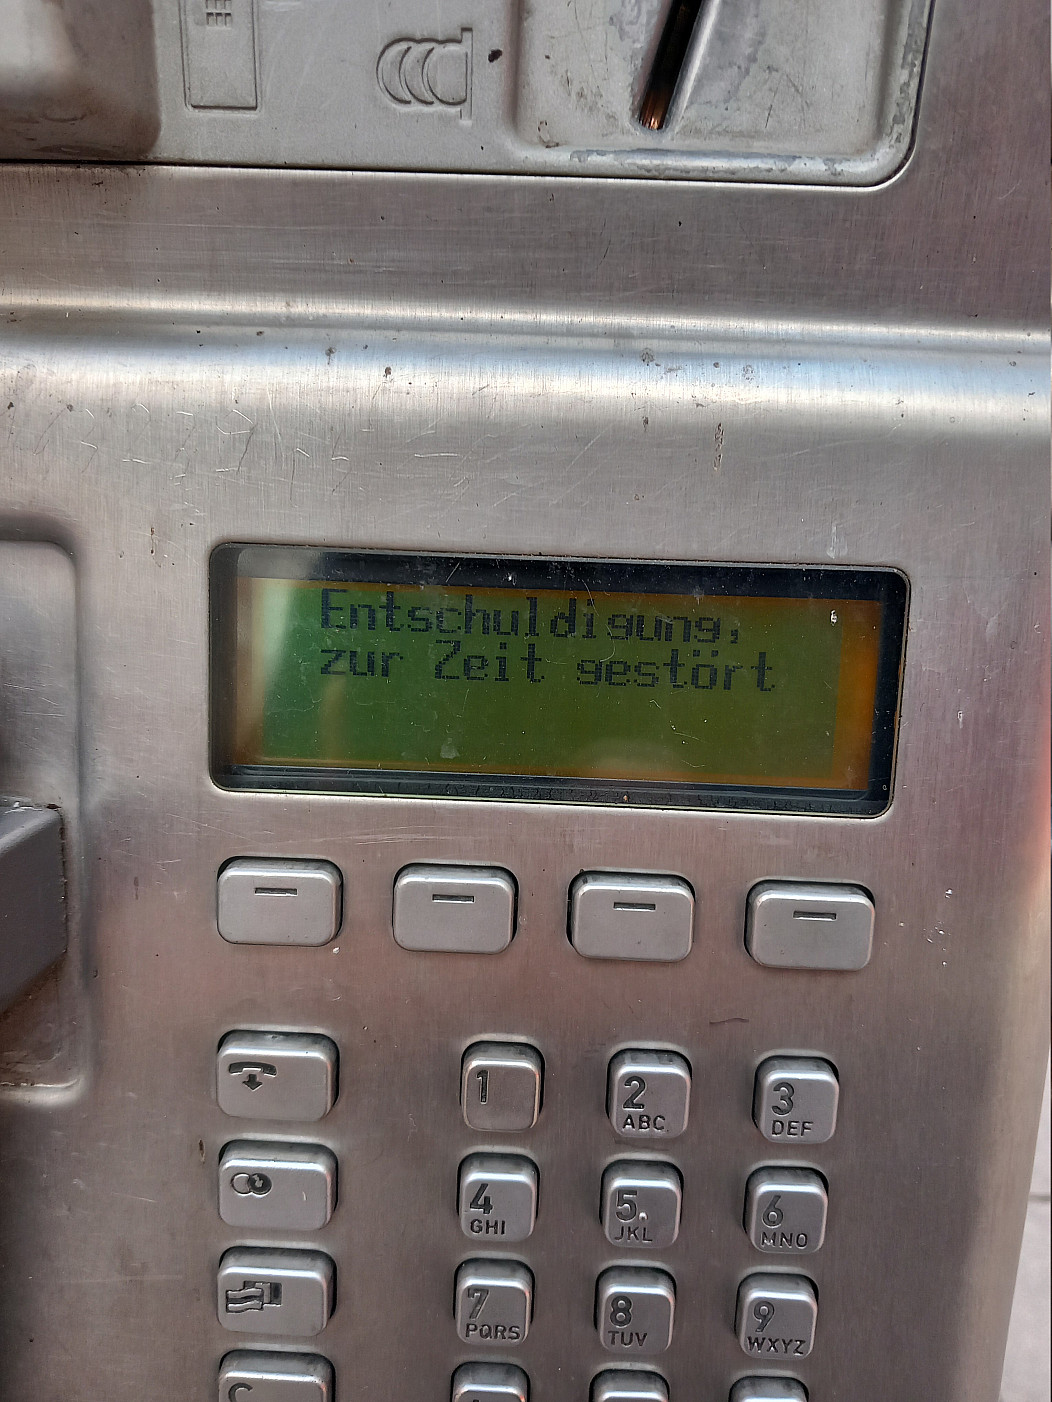 Entschuldigung,
zur Zeit gestört
1
2
ABC
3
DEF
4
GHI
5
JKL
6
MNO
7
PQRS
8
TUV
9
WXYZ
C